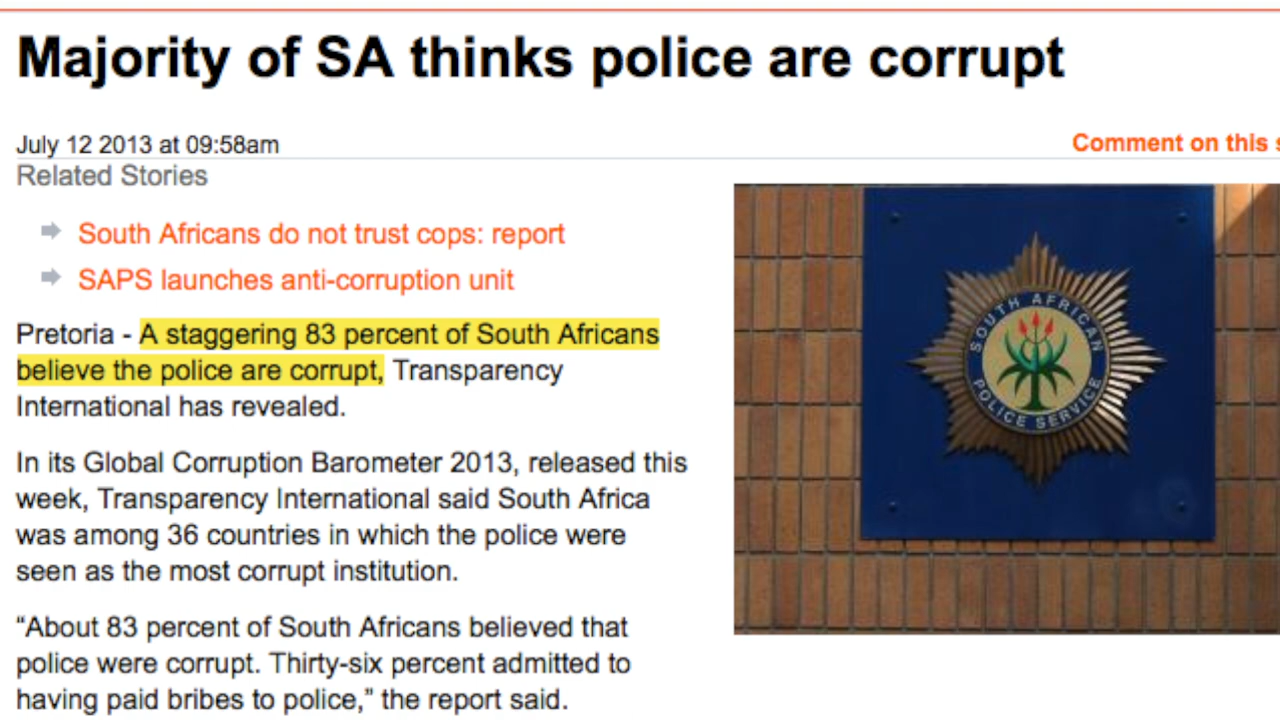 Majority of SA thinks police are corrupt
July 12 2013 at 09:58am
Comment on this s
Related Stories
South Africans do not trust cops: report
SAPS launches anti-corruption unit
Pretoria - A staggering 83 percent of South Africans
believe the police are corrupt, Transparency
International has revealed.
In its Global Corruption Barometer 2013, released this
week, Transparency International said South Africa
was among 36 countries in which the police were
seen as the most corrupt institution.
“About 83 percent of South Africans believed that
police were corrupt. Thirty-six percent admitted to
having paid bribes to police,” the report said.
SOUTH AFRICAN
POLICE SERVICE